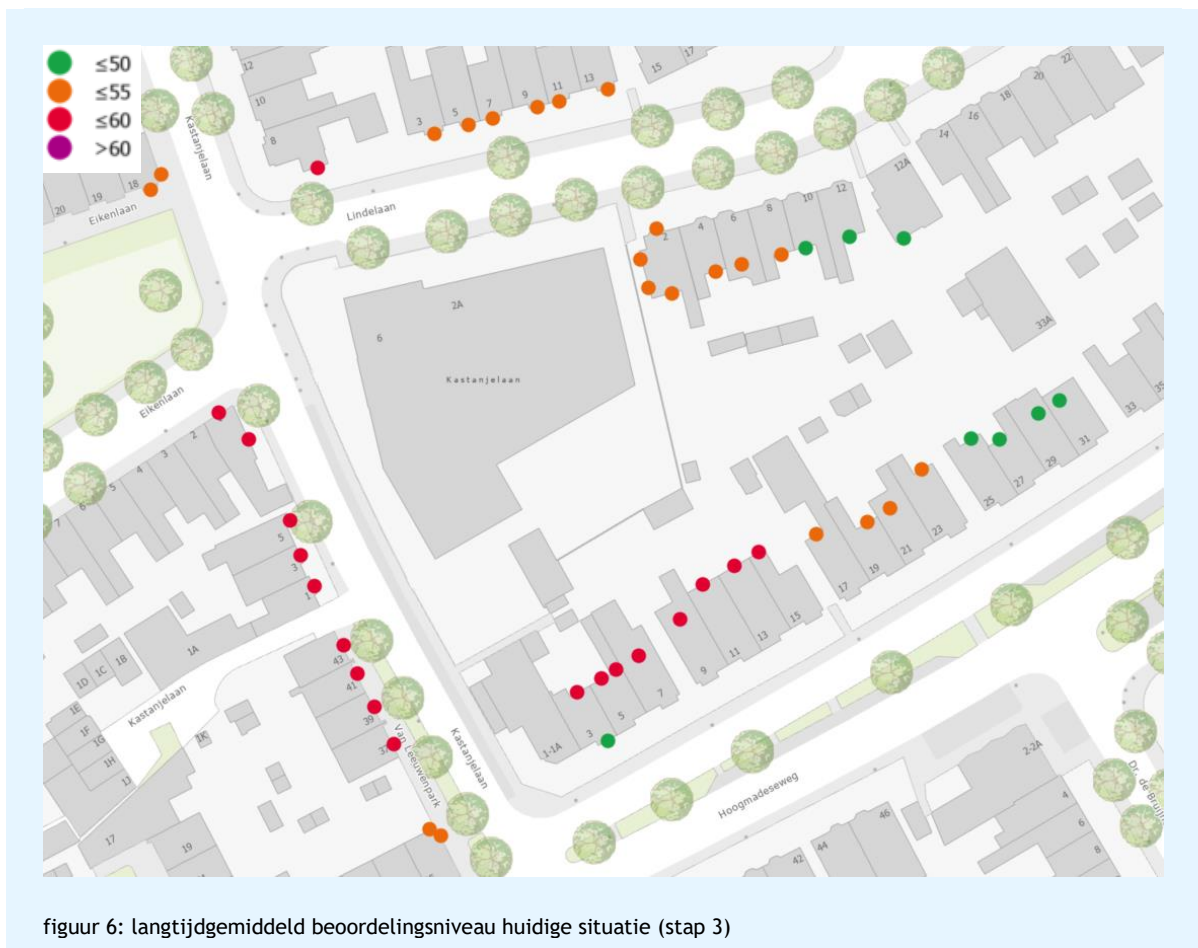 ≤50
≤55
≤60
>60
12
10
8
3
5
7
9
11
13
15
17
Kastanjelaan
20
19
18
Eikenlaan
Lindelaan
2
4
6
8
10
12
12A
14
16
18
20
22
2A
6
Kastanjelaan
33A
Eikenlaan
7
6
5
4
3
2
5
3
1
1A
1B
1C
1D
1E
1F
1G
1H
1J
1K
Kastanjelaan
43
41
39
37
Van Leeuwenpark
Kastanjelaan
17
19
1-1A
3
5
7
9
11
13
15
17
19
21
23
25
27
29
31
33
35
Hoogmadeseweg
42
44
46
2-2A
4
6
8
figuur 6: langtijdgemiddeld beoordelingsniveau huidige situatie (stap 3)